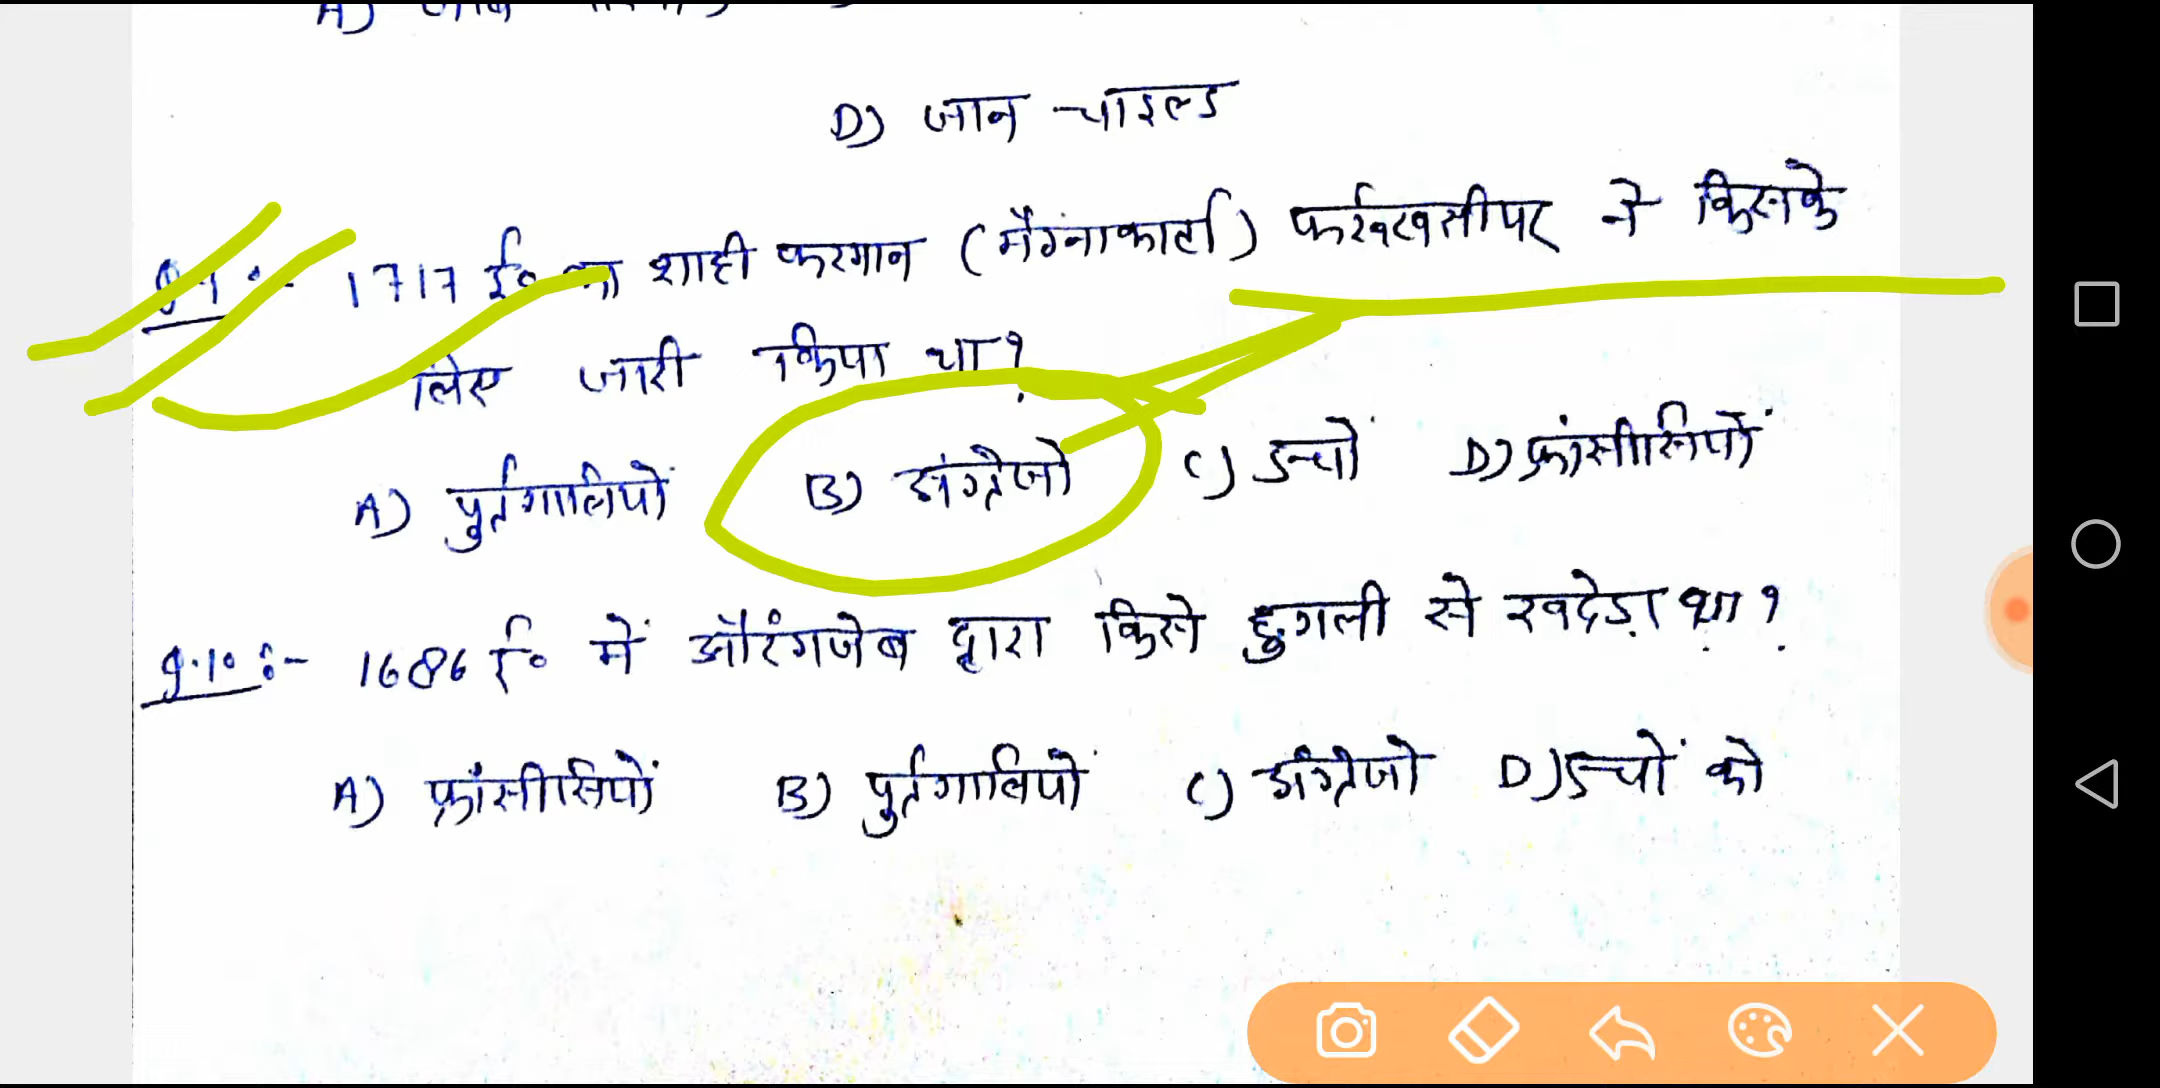 D) जान चाइल्ड
Q.9 :- 1717 ई० का शाही फरमान (मैग्नाकार्टा) फर्रुखसीयर ने किसके
लिए जारी किया था?
A) पुर्तगालियों B) अंग्रेजो C) डचों D) फ्रांसीसियों
Q.10 :- 1686 ई० में औरंगजेब द्वारा किसे हुगली से खदेड़ा था ?
A) फ्रांसीसियों B) पुर्तगालियों C) अंग्रेजो D) डचों को